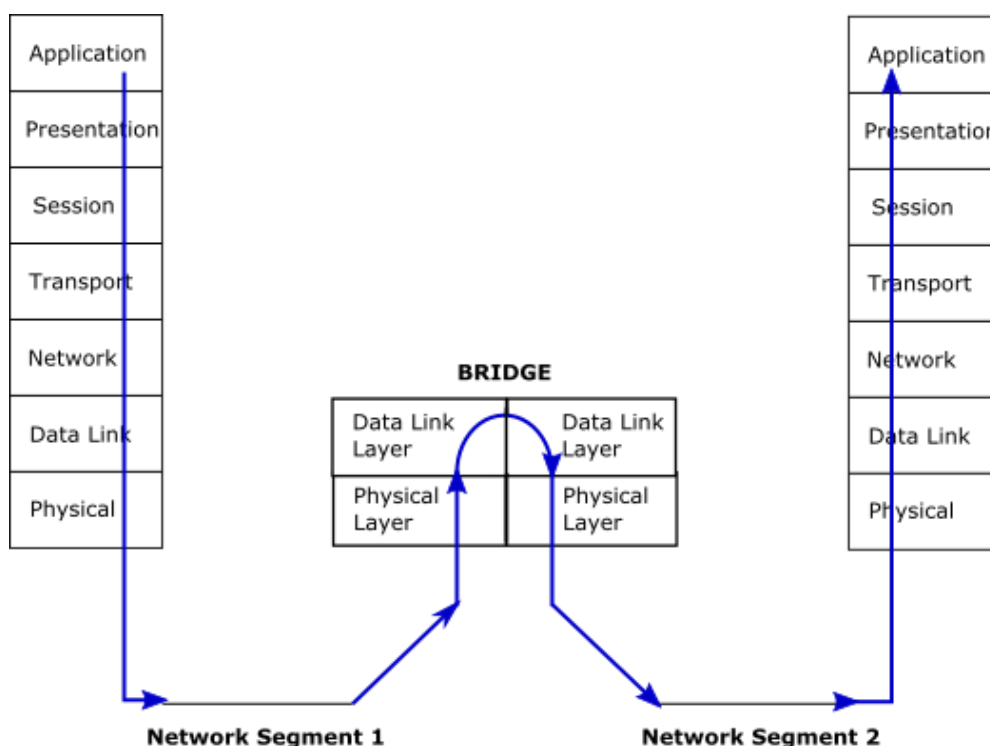 Application
Presentation
Session
Transport
Network
Data Link
Physical
BRIDGE
Data Link
Layer
Data Link
Layer
Physical
Layer
Physical
Layer
Application
Presentation
Session
Transport
Network
Data Link
Physical
Network Segment 1
Network Segment 2